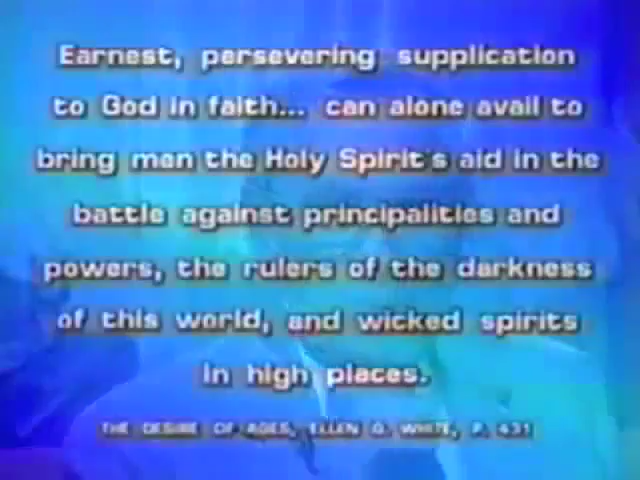 Earnest, persevering supplication
to God in faith... can alone avail to
bring men the Holy Spirit's aid in the
battle against principalities and
powers, the rulers of the darkness
of this world, and wicked spirits
in high places.
THE DESIRE OF AGES, ELLEN G. WHITE, P. 431